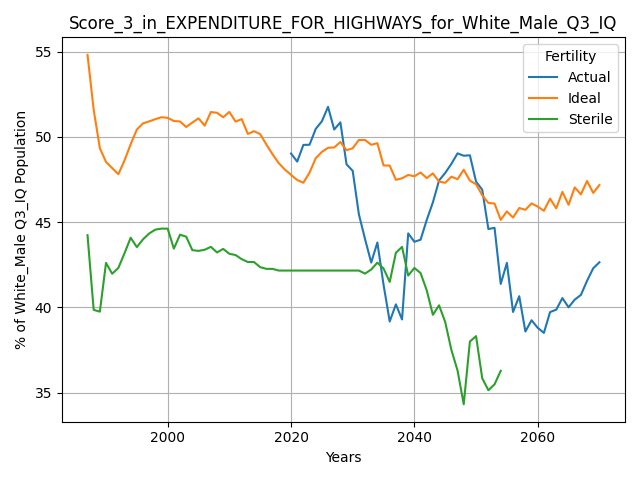 Score_3_in_EXPENDITURE_FOR_HIGHWAYS_for_White_Male_Q3_IQ
% of White_Male Q3_IQ Population
55
50
45
40
35
Fertility
Actual
Ideal
Sterile
2000
2020
2040
2060
Years